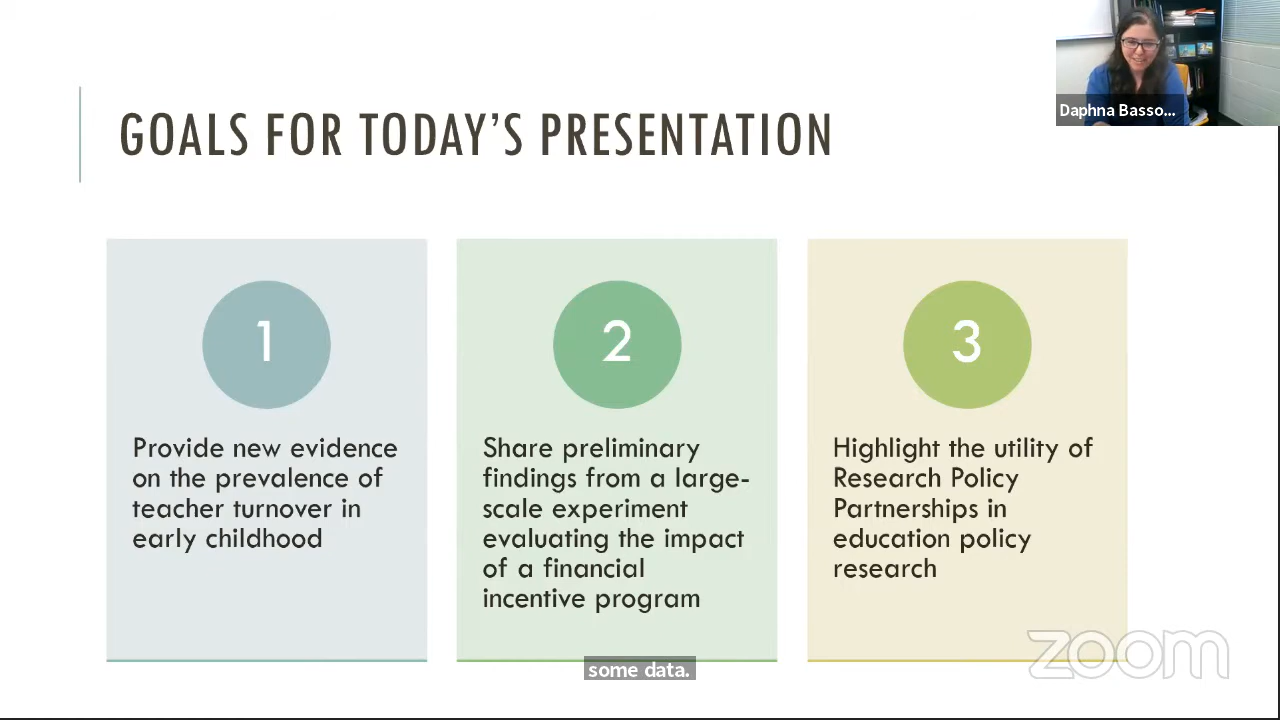 GOALS FOR TODAY’S PRESENTATION
Daphna Basso...
1
Provide new evidence
on the prevalence of
teacher turnover in
early childhood
2
Share preliminary
findings from a large-
scale experiment
evaluating the impact
of a financial
incentive program
3
Highlight the utility of
Research Policy
Partnerships in
education policy
research
zoom
some data.